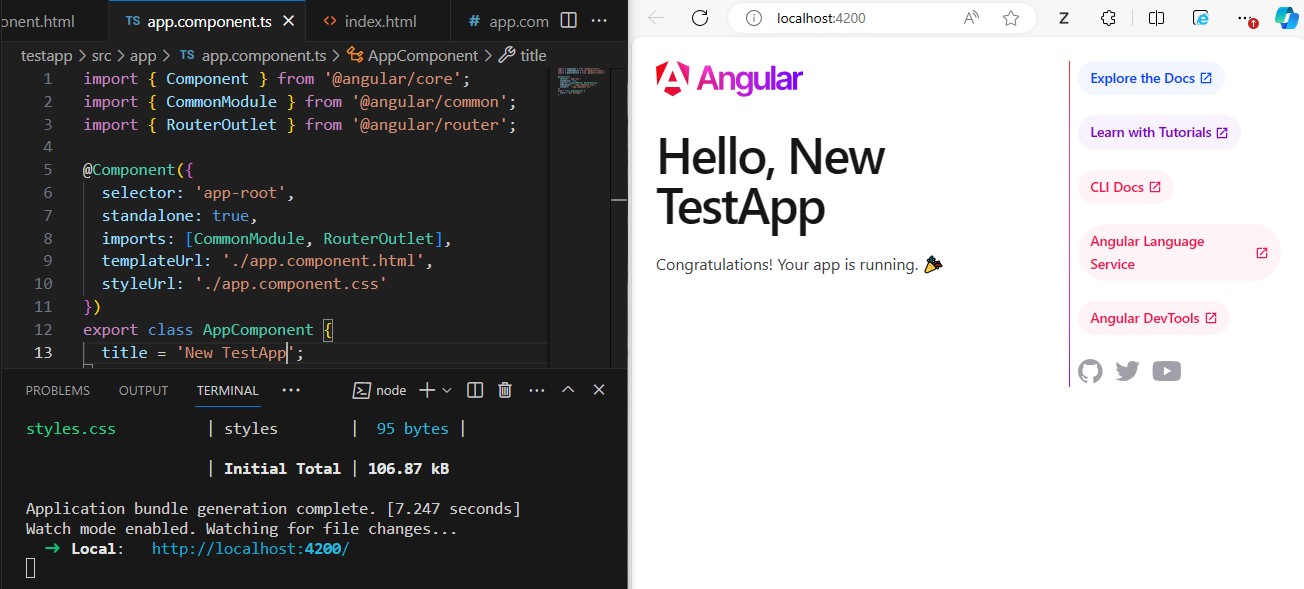 onent.html
TS app.component.ts
<> index.html
# app.com
testapp > src > app > TS app.component.ts > AppComponent > title
1 import { Component } from '@angular/core';
2 import { CommonModule } from '@angular/common';
3 import { RouterOutlet } from '@angular/router';
4
5 @Component({
6 selector: 'app-root',
7 standalone: true,
8 imports: [CommonModule, RouterOutlet],
9 templateUrl: './app.component.html',
10 styleUrl: './app.component.css'
11 })
12 export class AppComponent {
13 title = 'New TestApp';
PROBLEMS OUTPUT TERMINAL ... node
styles.css | styles | 95 bytes |
| Initial Total | 106.87 kB
Application bundle generation complete. [7.247 seconds]
Watch mode enabled. Watching for file changes...
➜ Local: http://localhost:4200/
localhost:4200
A
Z
Angular
Hello, New
TestApp
Congratulations! Your app is running. 🎉
Explore the Docs
Learn with Tutorials
CLI Docs
Angular Language
Service
Angular DevTools